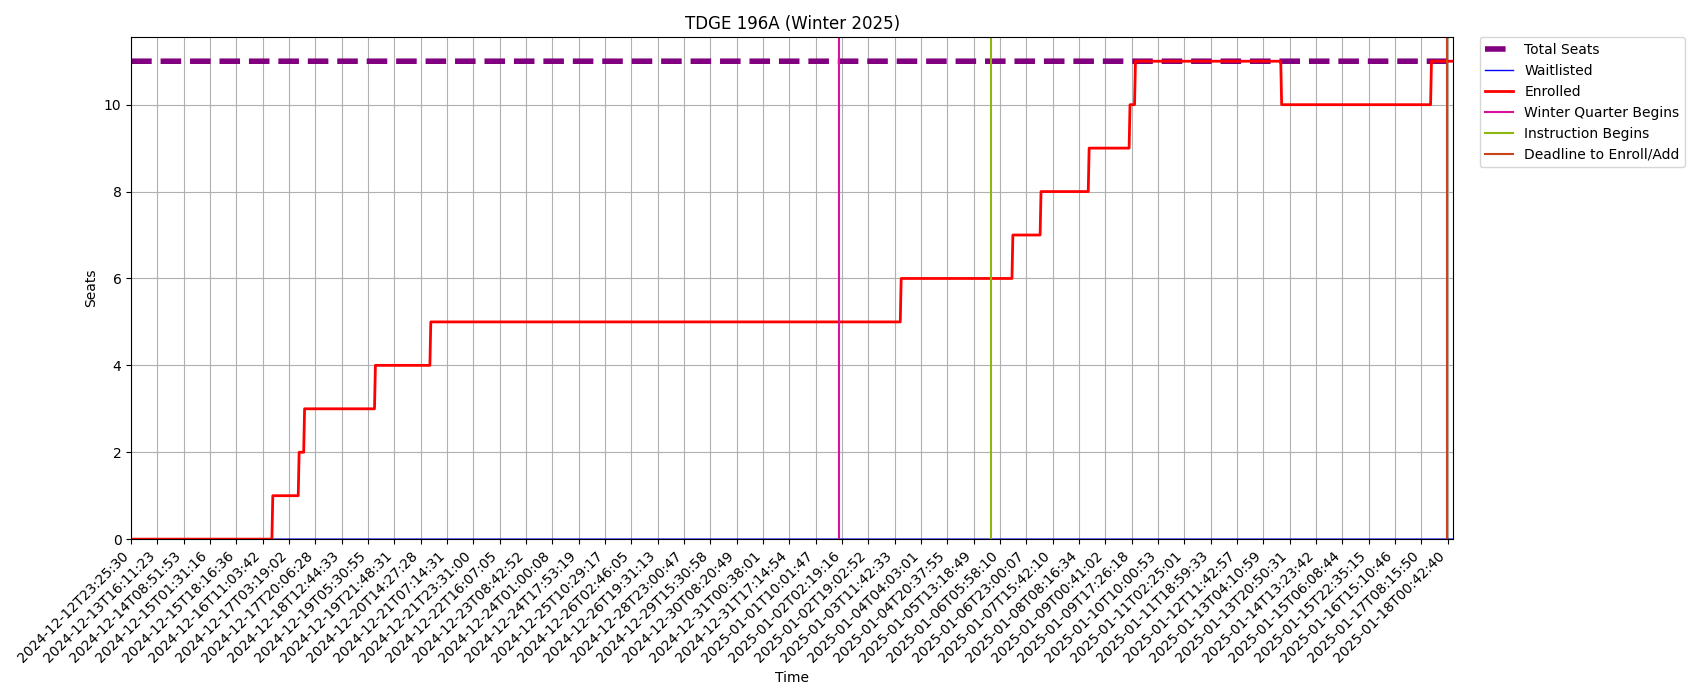 TDGE 196A (Winter 2025)
Total Seats
Waitlisted
Enrolled
Winter Quarter Begins
Instruction Begins
Deadline to Enroll/Add
Seats
10
8
6
4
2
0
2024-12-12T23:25:30
2024-12-13T16:11:23
2024-12-14T08:51:53
2024-12-15T01:31:16
2024-12-15T18:16:36
2024-12-16T11:03:42
2024-12-17T03:19:02
2024-12-17T20:06:28
2024-12-18T12:44:33
2024-12-19T05:30:55
2024-12-19T21:48:31
2024-12-20T14:27:28
2024-12-21T07:14:31
2024-12-21T23:31:00
2024-12-22T16:07:05
2024-12-23T08:42:52
2024-12-24T01:00:08
2024-12-24T17:53:19
2024-12-25T10:29:17
2024-12-26T02:46:05
2024-12-26T19:31:13
2024-12-28T23:00:47
2024-12-29T15:30:58
2024-12-30T08:20:49
2024-12-31T00:38:01
2024-12-31T17:14:54
2025-01-01T10:01:47
2025-01-02T02:19:16
2025-01-02T19:02:52
2025-01-03T11:42:33
2025-01-04T04:03:01
2025-01-04T20:37:55
2025-01-05T13:18:49
2025-01-06T05:58:10
2025-01-06T23:00:07
2025-01-07T15:42:10
2025-01-08T08:16:34
2025-01-09T00:41:02
2025-01-09T17:26:18
2025-01-10T10:00:53
2025-01-11T02:25:01
2025-01-11T18:59:33
2025-01-12T11:42:57
2025-01-13T04:10:59
2025-01-13T20:50:31
2025-01-14T13:23:42
2025-01-15T06:08:44
2025-01-15T22:35:15
2025-01-16T15:10:46
2025-01-17T08:15:50
2025-01-18T00:42:40
Time